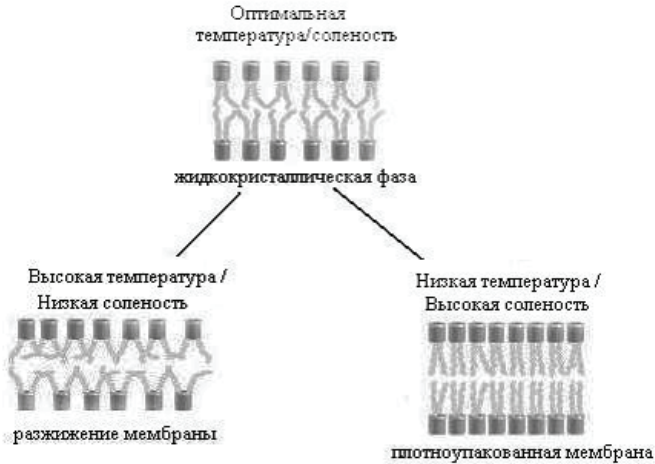 Оптимальная
температура/соленость
жидкокристаллическая фаза
Высокая температура /
Низкая соленость
разжижение мембраны
Низкая температура /
Высокая соленость
плотноупакованная мембрана